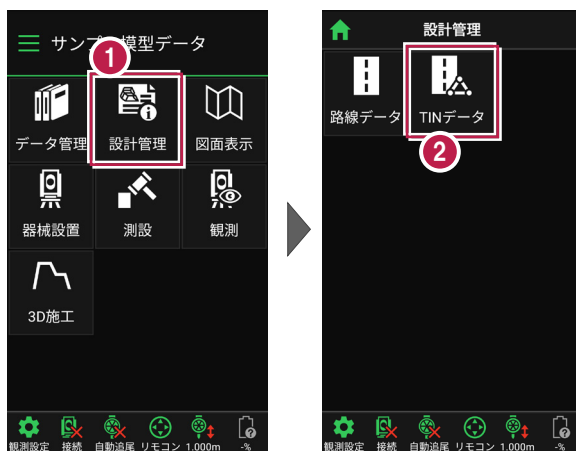 サンプル模型データ
1
データ管理 設計管理 図面表示
器械設置 測設 観測
3D施工
観測設定 接続 自動追尾 リモコン 1.000m -%
設計管理
路線データ TINデータ
2
観測設定 接続 自動追尾 リモコン 1.000m -%